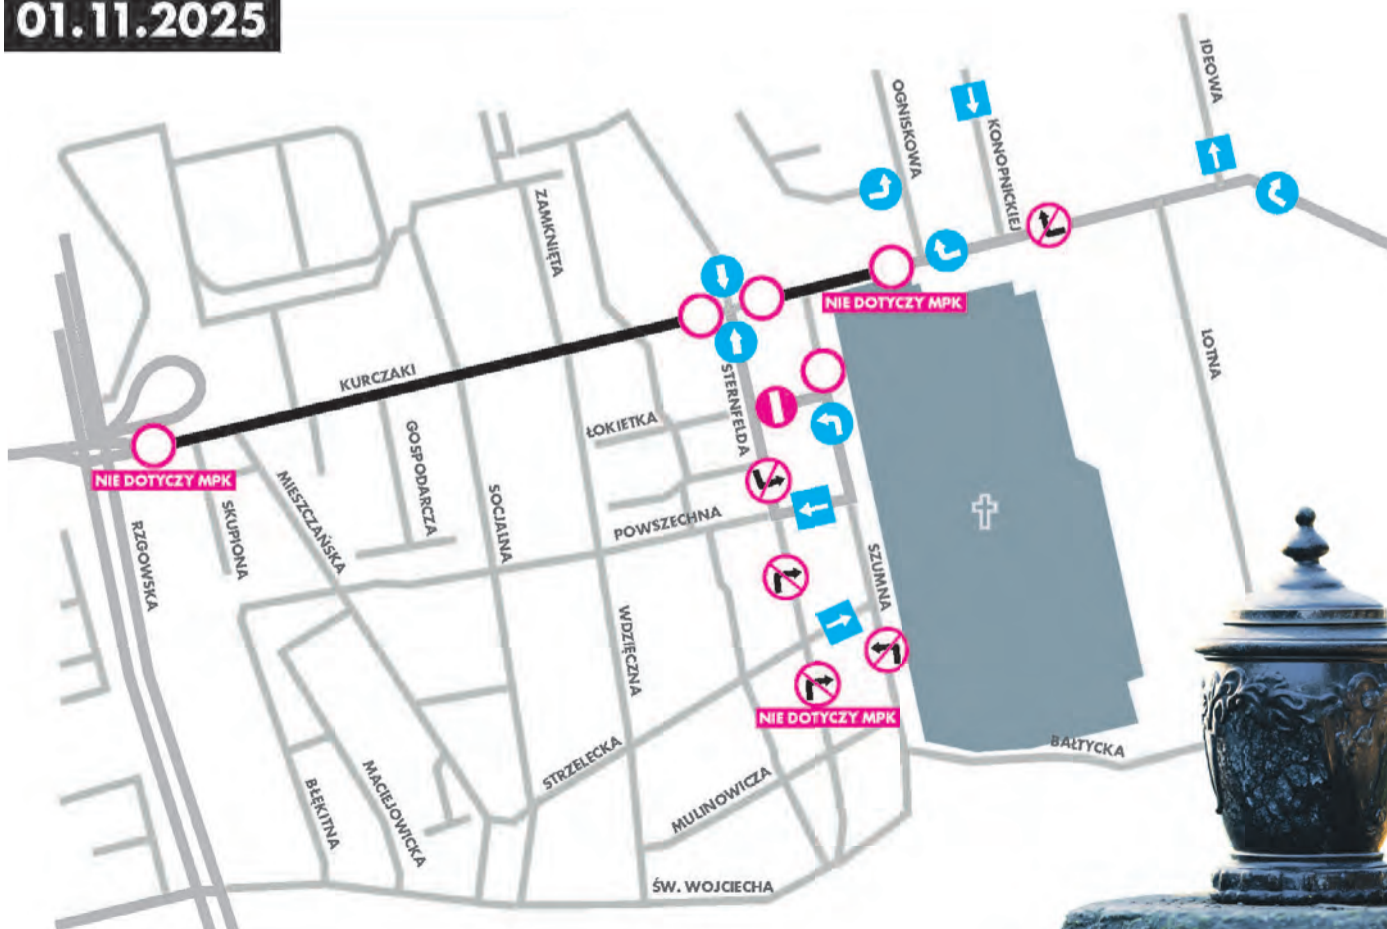 01.11.2025
IDEOWA
OGNISKOWA
KONOPNICKIEJ
ZAMKNIĘTA
NIE DOTYCZY MPK
KURCZAKI
STERNFELDA
LOTNA
ŁOKIETKA
GOSPODARCZA
NIE DOTYCZY MPK
MIESZCZAŃSKA
SOCJALNA
SKUPIONA
POWSZECHNA
RZGOWSKA
SZUMNA
WDZIĘCZNA
NIE DOTYCZY MPK
BAŁTYCKA
STRZELECKA
MULINOWICZA
BŁĘKITNA
MACIEJOWICKA
ŚW. WOJCIECHA